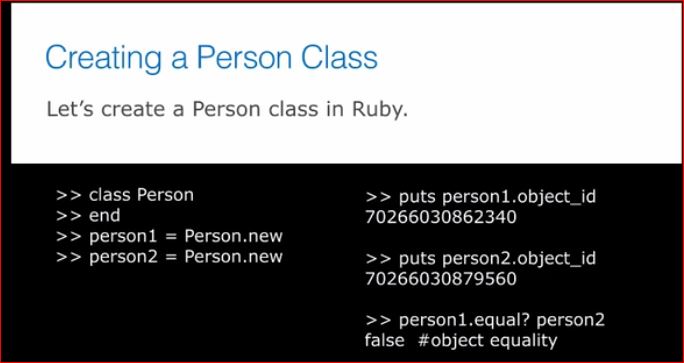 Creating a Person Class
Let's create a Person class in Ruby.
>> class Person
>> end
>> person1 = Person.new
>> person2 = Person.new
>> puts person1.object_id
70266030862340
>> puts person2.object_id
70266030879560
>> person1.equal? person2
false  #object equality